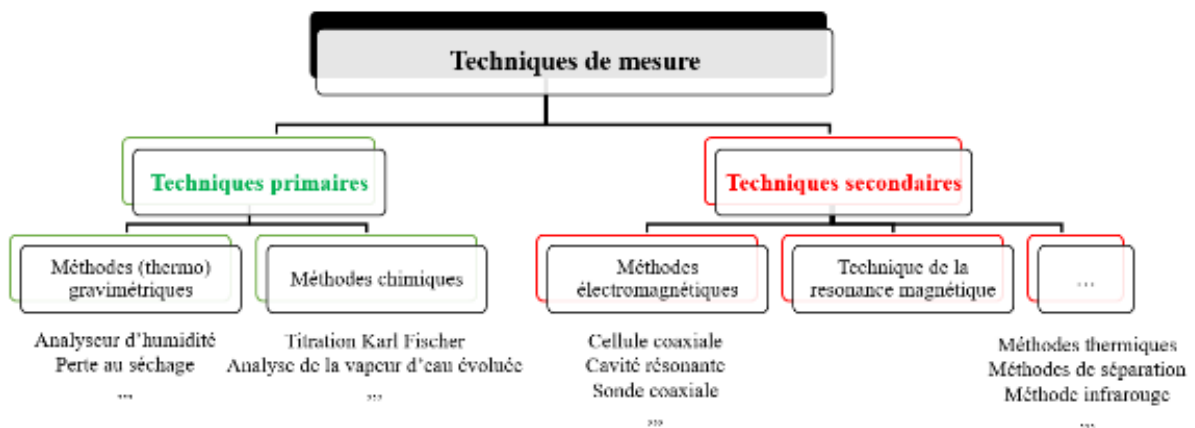 Techniques de mesure
Techniques primaires
Techniques secondaires
Méthodes (thermo)
gravimétriques
Méthodes chimiques
Méthodes
électromagnétiques
Technique de la
resonance magnétique
...
Analyseur d'humidité
Perte au séchage
...
Titration Karl Fischer
Analyse de la vapeur d'eau évoluée
...
Cellule coaxiale
Cavité résonante
Sonde coaxiale
...
Méthodes thermiques
Méthodes de séparation
Méthode infrarouge
...